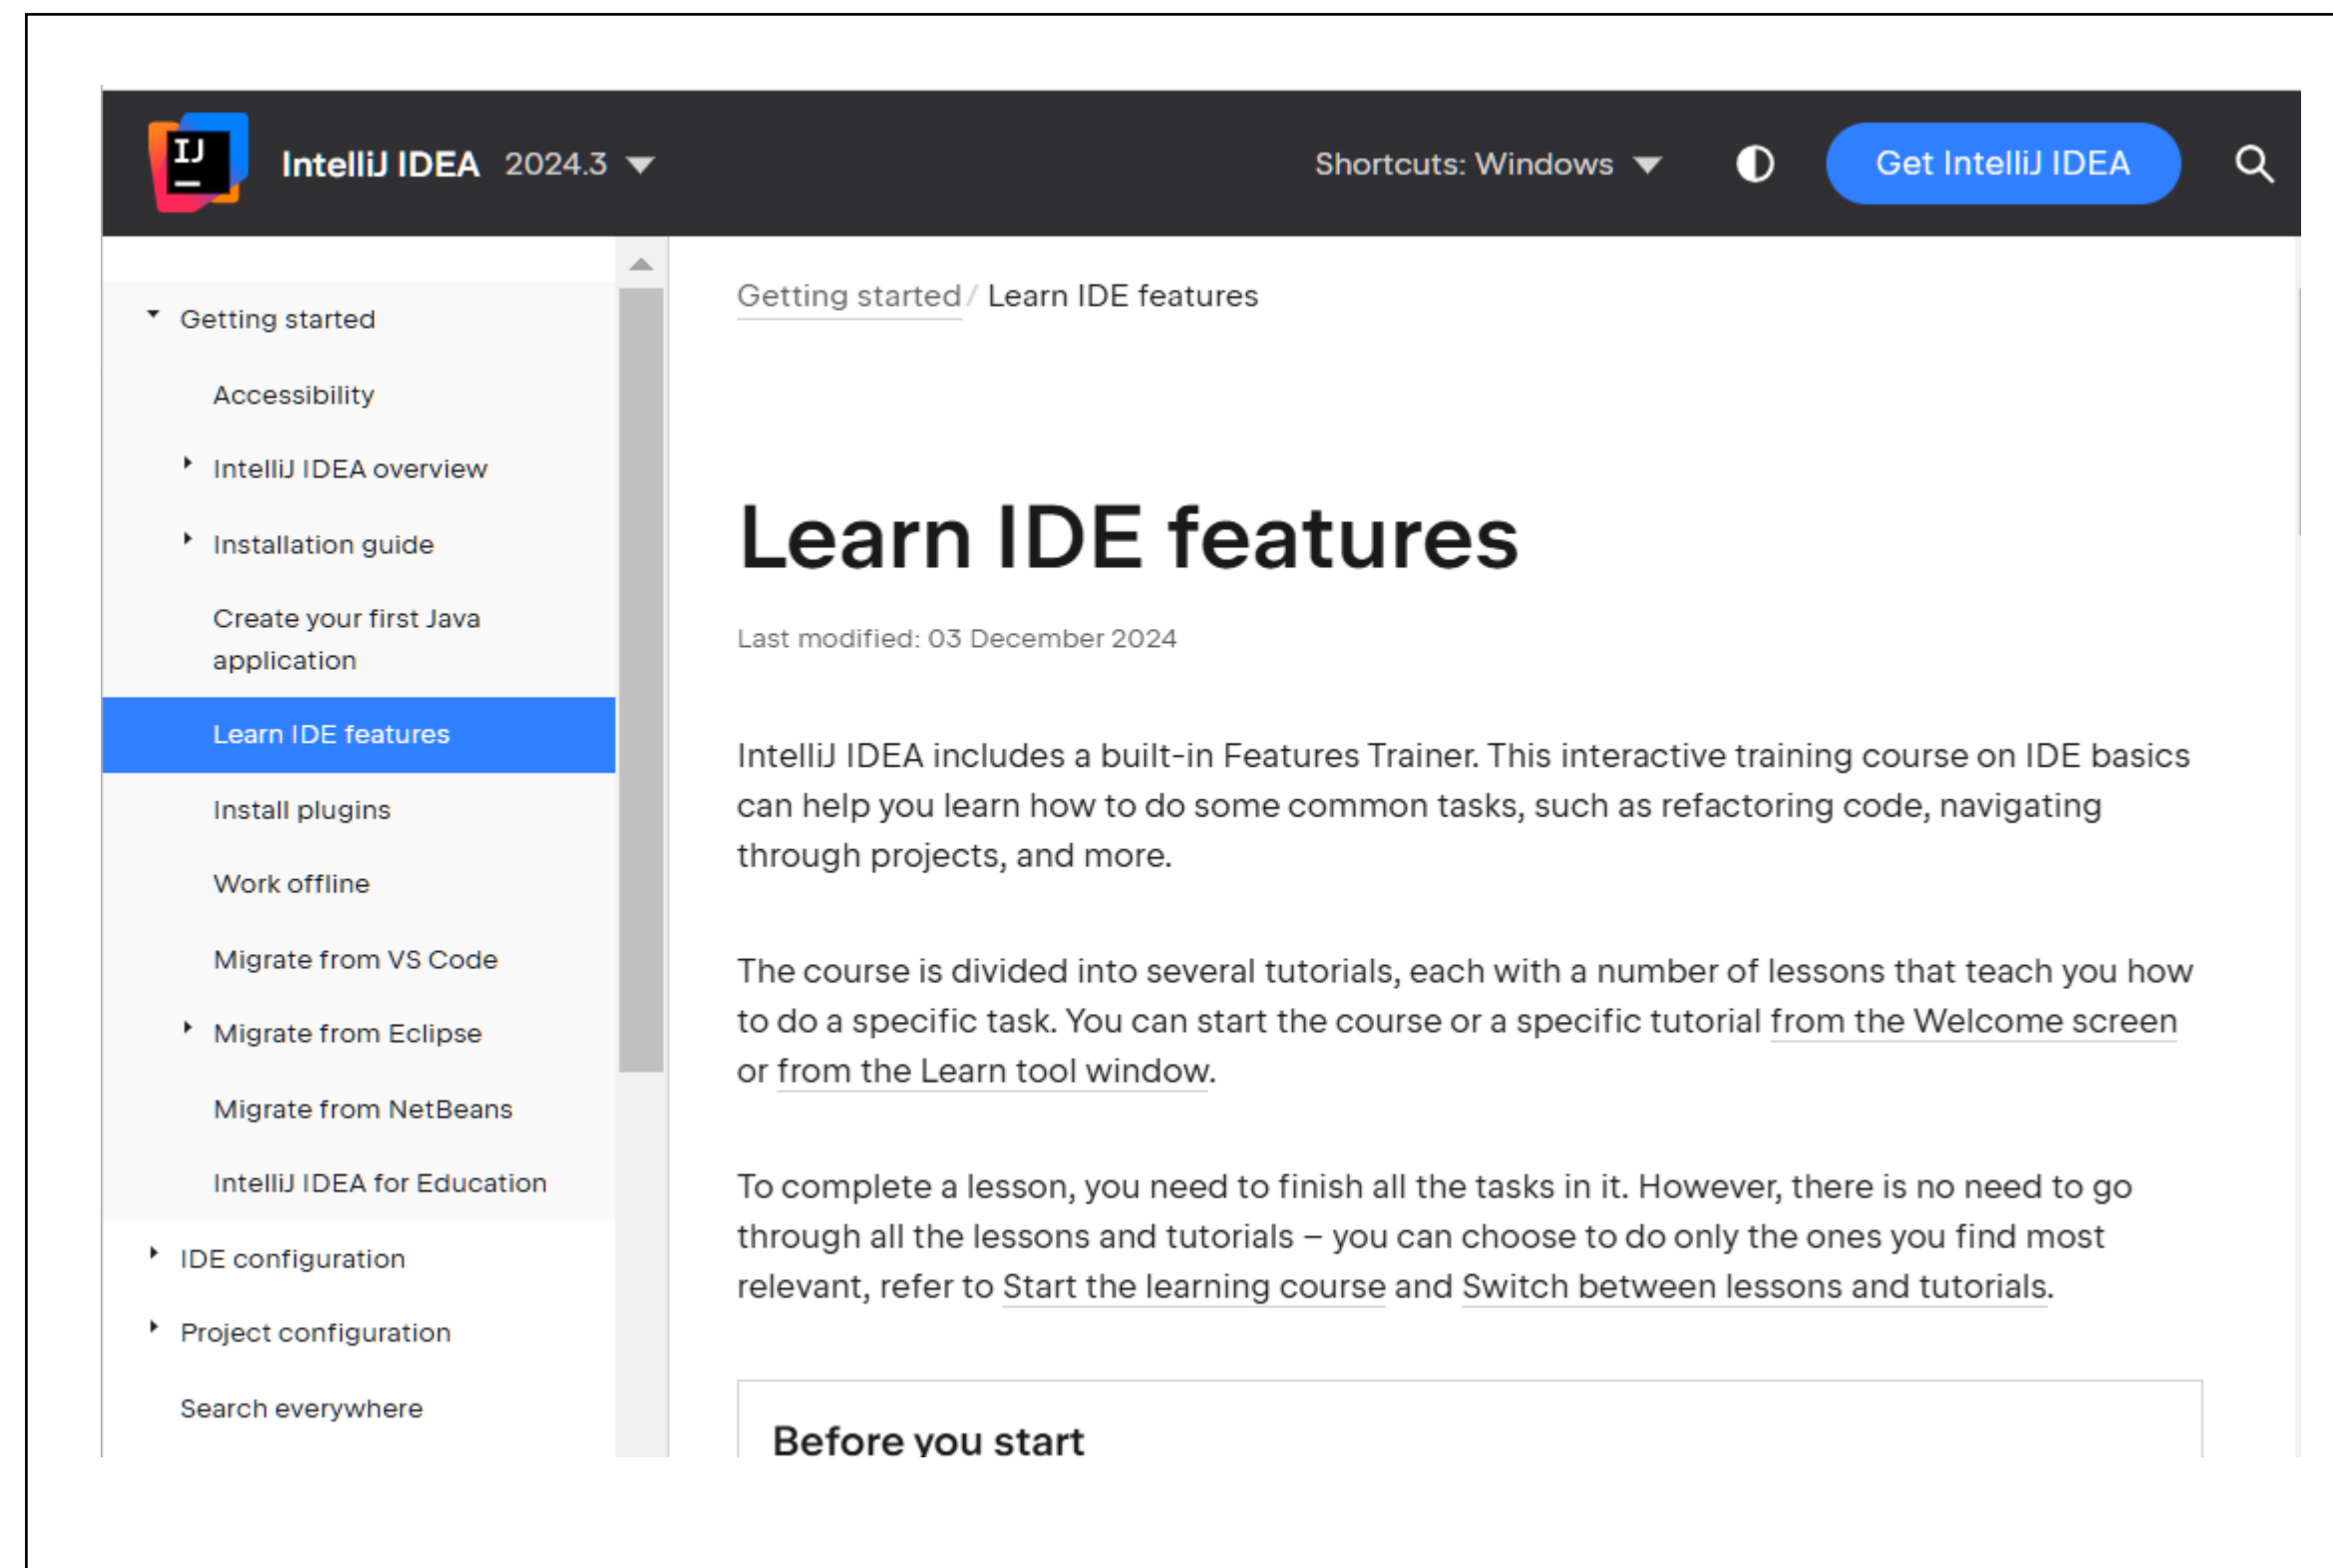 IJ
IntelliJ IDEA 2024.3
Shortcuts: Windows
Get IntelliJ IDEA
Getting started
Accessibility
IntelliJ IDEA overview
Installation guide
Create your first Java
application
Learn IDE features
Install plugins
Work offline
Migrate from VS Code
Migrate from Eclipse
Migrate from NetBeans
IntelliJ IDEA for Education
IDE configuration
Project configuration
Search everywhere
Getting started / Learn IDE features
Learn IDE features
Last modified: 03 December 2024
IntelliJ IDEA includes a built-in Features Trainer. This interactive training course on IDE basics
can help you learn how to do some common tasks, such as refactoring code, navigating
through projects, and more.
The course is divided into several tutorials, each with a number of lessons that teach you how
to do a specific task. You can start the course or a specific tutorial from the Welcome screen
or from the Learn tool window.
To complete a lesson, you need to finish all the tasks in it. However, there is no need to go
through all the lessons and tutorials – you can choose to do only the ones you find most
relevant, refer to Start the learning course and Switch between lessons and tutorials.
Before you start